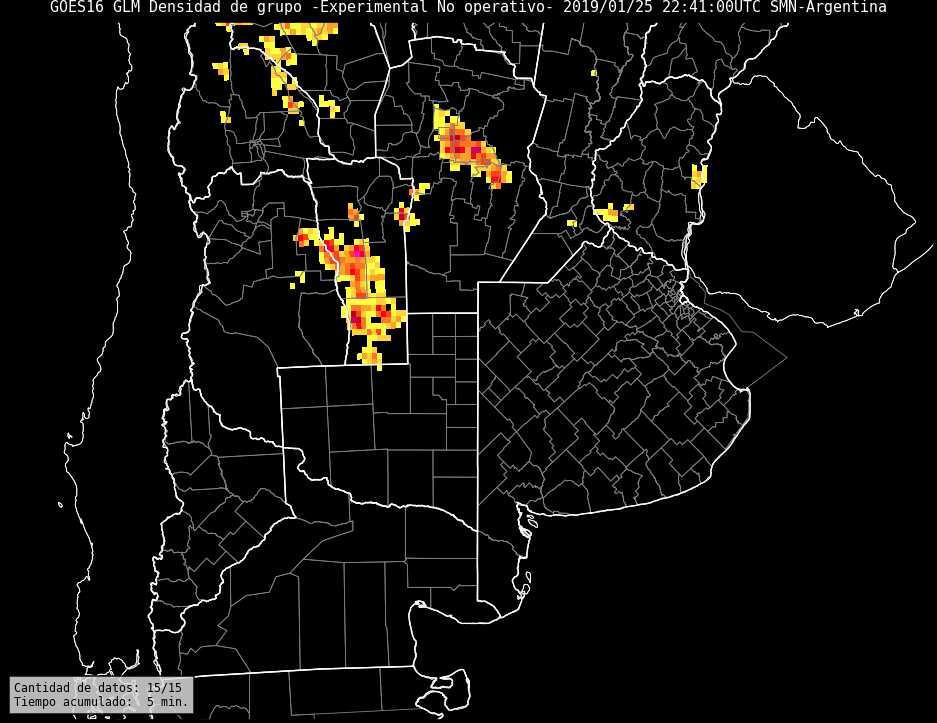 GOES16 GLM Densidad de grupo -Experimental No operativo- 2019/01/25 22:41:00UTC SMN-Argentina
Cantidad de datos: 15/15
Tiempo acumulado:  5 min.